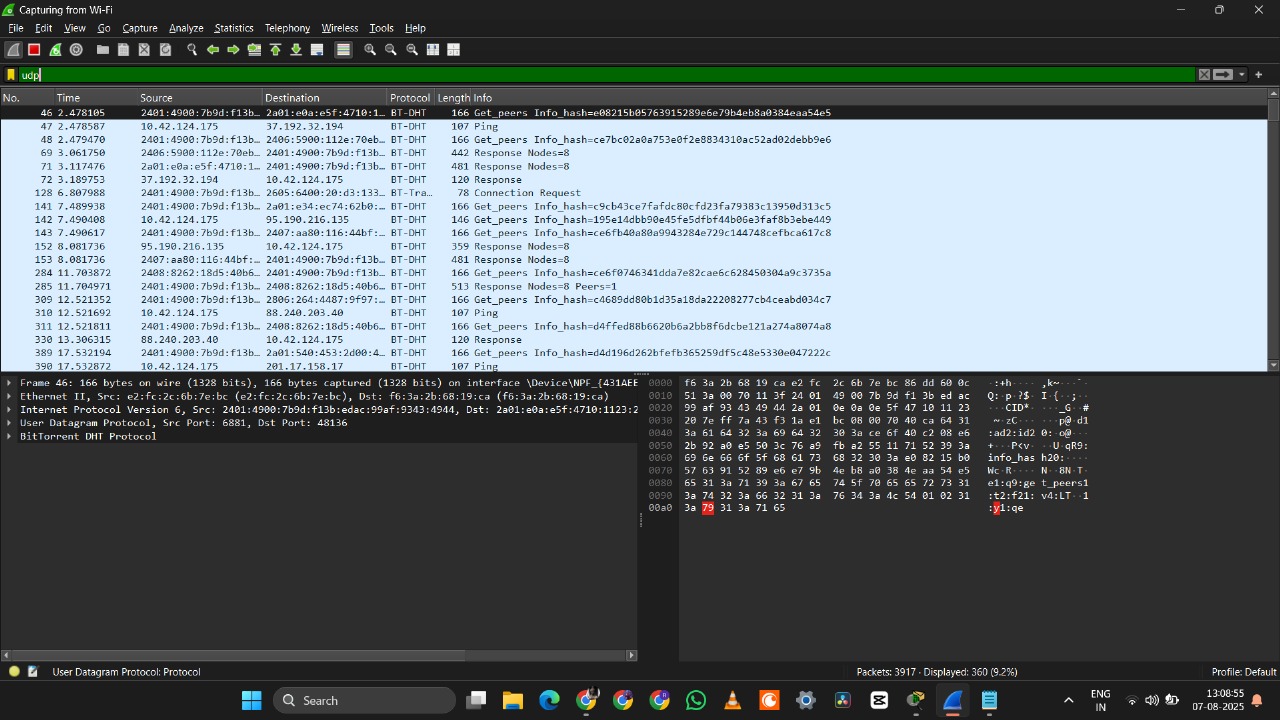 Capturing from Wi-Fi
File Edit View Go Capture Analyze Statistics Telephony Wireless Tools Help
udp
No. Time Source Destination Protocol Length Info
46 2.478105 2401:4900:7b9d:f13b… 2a01:e0a:e5f:4710:1… BT-DHT 166 Get_peers Info_hash=e08215b05763915289e6e79b4eb8a0384eaa54e5
47 2.478587 10.42.124.175 37.192.32.194 BT-DHT 107 Ping
48 2.479470 2401:4900:7b9d:f13b… 2406:5900:112e:70eb… BT-DHT 166 Get_peers Info_hash=ce7bc02a0a753e0f2e8834310ac52ad02debb9e6
69 3.061750 2406:5900:112e:70eb… 2401:4900:7b9d:f13b… BT-DHT 442 Response Nodes=8
71 3.117476 2a01:e0a:e5f:4710:1… 2401:4900:7b9d:f13b… BT-DHT 481 Response Nodes=8
72 3.189753 37.192.32.194 10.42.124.175 BT-DHT 107 Response
128 6.807988 2401:4900:7b9d:f13b… 2605:6400:20:d3:133… BT-Tra… 78 Connection Request
141 7.489938 2401:4900:7b9d:f13b… 2a01:e34:ec74:62b0:… BT-DHT 166 Get_peers Info_hash=c9cb43ce7fafdc80cfd23fa79383c13950d313c5
142 7.490408 10.42.124.175 95.190.216.135 BT-DHT 146 Get_peers Info_hash=195e14dbb90e45fe5dfbf44b06e3faf8b3ebe449
143 7.490617 2401:4900:7b9d:f13b… 2407:aa80:116:44bf:… BT-DHT 166 Get_peers Info_hash=ce6fb40a80a9943284e729c144748cefbca617c8
152 8.081736 95.190.216.135 10.42.124.175 BT-DHT 359 Response Nodes=8
153 8.081736 2407:aa80:116:44bf:… 2401:4900:7b9d:f13b… BT-DHT 481 Response Nodes=8
284 11.703872 2408:8262:18d5:40b6… 2401:4900:7b9d:f13b… BT-DHT 166 Get_peers Info_hash=ce6f0746341dda7e82cae6c628450304a9c3735a
285 11.704971 2401:4900:7b9d:f13b… 2408:8262:18d5:40b6… BT-DHT 513 Response Nodes=8 Peers=1
309 12.521352 2401:4900:7b9d:f13b… 2806:264:4487:9f97:… BT-DHT 166 Get_peers Info_hash=c4689dd80b1d35a18da22208277cb4ceabd034c7
310 12.521692 10.42.124.175 88.240.203.40 BT-DHT 107 Ping
311 12.521811 2401:4900:7b9d:f13b… 2408:8262:18d5:40b6… BT-DHT 166 Get_peers Info_hash=d4ffed88b6620b6a2bb8f6dcbe121a274a8074a8
330 13.306315 88.240.203.40 10.42.124.175 BT-DHT 120 Response
389 17.532194 2401:4900:7b9d:f13b… 2a01:540:453:2d00:4… BT-DHT 166 Get_peers Info_hash=d4d196d262bfefb365259df5c48e5330e047222c
390 17.532872 10.42.124.175 201.17.158.17 BT-DHT 107 Ping
Frame 46: 166 bytes on wire (1328 bits), 166 bytes captured (1328 bits) on interface \Device\NPF_{431AEE
Ethernet II, Src: e2:fc:2c:6b:7e:bc (e2:fc:2c:6b:7e:bc), Dst: f6:3a:2b:68:19:ca (f6:3a:2b:68:19:ca)
Internet Protocol Version 6, Src: 2401:4900:7b9d:f13b:edac:99af:9343:4944, Dst: 2a01:e0a:e5f:4710:1123:2
User Datagram Protocol, Src Port: 6881, Dst Port: 48136
BitTorrent DHT Protocol
0000 f6 3a 2b 68 19 ca e2 fc 2c 6b 7e bc 86 dd 60 0c ·:+h···· ,k~···`·
0010 51 3a 00 70 11 3f 24 01 49 00 7b 9d f1 3b ed ac Q:·p·?$· I·{··;··
0020 99 af 93 43 49 44 2a 01 0e 0a 0e 5f 47 10 11 23 ···CID*· ···_G··#
0030 20 7e ff 7a 43 f3 1a e1 bc 08 00 70 40 ca 64 31 ~·zC··· ···p@·d1
0040 3a 61 64 32 3a 69 64 32 30 3a ce 6f 40 c2 08 e6 :ad2:id2 0:·o@···
0050 2b 92 a0 e5 50 3c 76 a9 fb a2 55 11 71 52 39 3a +···P<v· ··U·qR9:
0060 69 6e 66 6f 5f 68 61 73 68 32 30 3a e0 82 15 b0 info_has h20:····
0070 57 63 91 52 89 e6 e7 9b 4e b8 a0 38 4e aa 54 e5 Wc·R···· N··8N·T·
0080 65 31 3a 71 39 3a 67 65 74 5f 70 65 65 72 73 31 e1:q9:ge t_peers1
0090 3a 74 32 3a 66 32 31 3a 76 34 3a 4c 54 01 02 31 :t2:f21: v4:LT··1
00a0 3a 79 31 3a 71 65 :y1:qe
User Datagram Protocol: Protocol
Packets: 3917 · Displayed: 360 (9.2%)
Profile: Default
Search
ENG
IN
13:08:55
07-08-2025